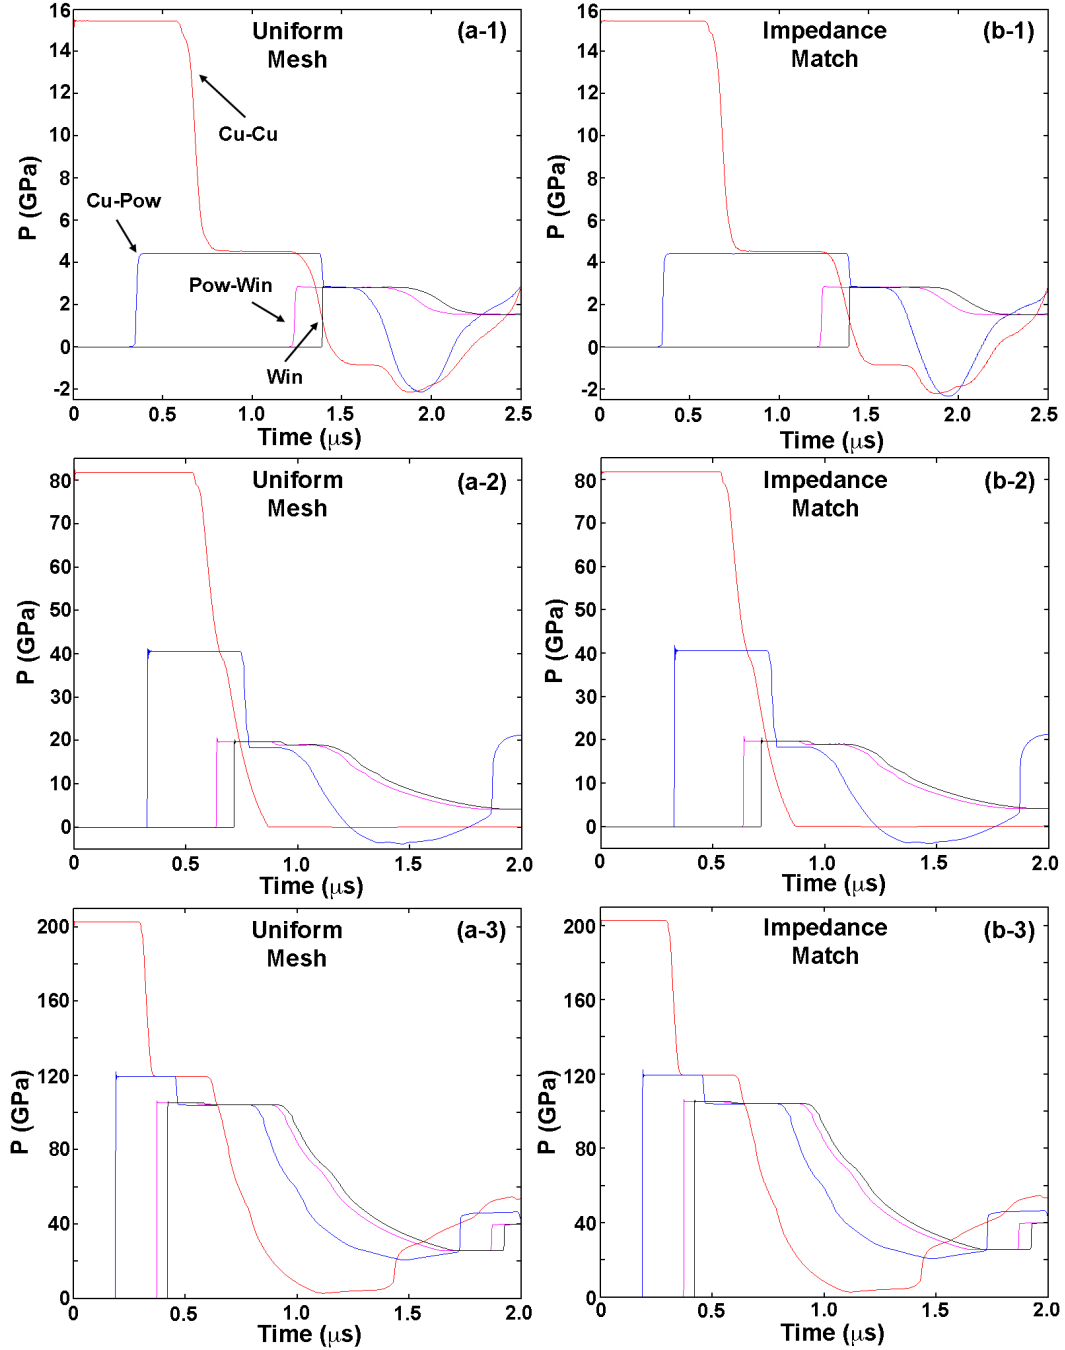 Uniform
Mesh
(a-1)
Cu-Cu
Cu-Pow
Pow-Win
Win
P (GPa)
16
14
12
10
8
6
4
2
0
-2
0
0.5
1.0
1.5
2.0
2.5
Time (μs)
Impedance
Match
(b-1)
P (GPa)
16
14
12
10
8
6
4
2
0
-2
0
0.5
1.0
1.5
2.0
2.5
Time (μs)
Uniform
Mesh
(a-2)
P (GPa)
80
70
60
50
40
30
20
10
0
0
0.5
1.0
1.5
2.0
Time (μs)
Impedance
Match
(b-2)
P (GPa)
80
70
60
50
40
30
20
10
0
0
0.5
1.0
1.5
2.0
Time (μs)
Uniform
Mesh
(a-3)
P (GPa)
200
160
120
80
40
0
0
0.5
1.0
1.5
2.0
Time (μs)
Impedance
Match
(b-3)
P (GPa)
200
160
120
80
40
0
0
0.5
1.0
1.5
2.0
Time (μs)